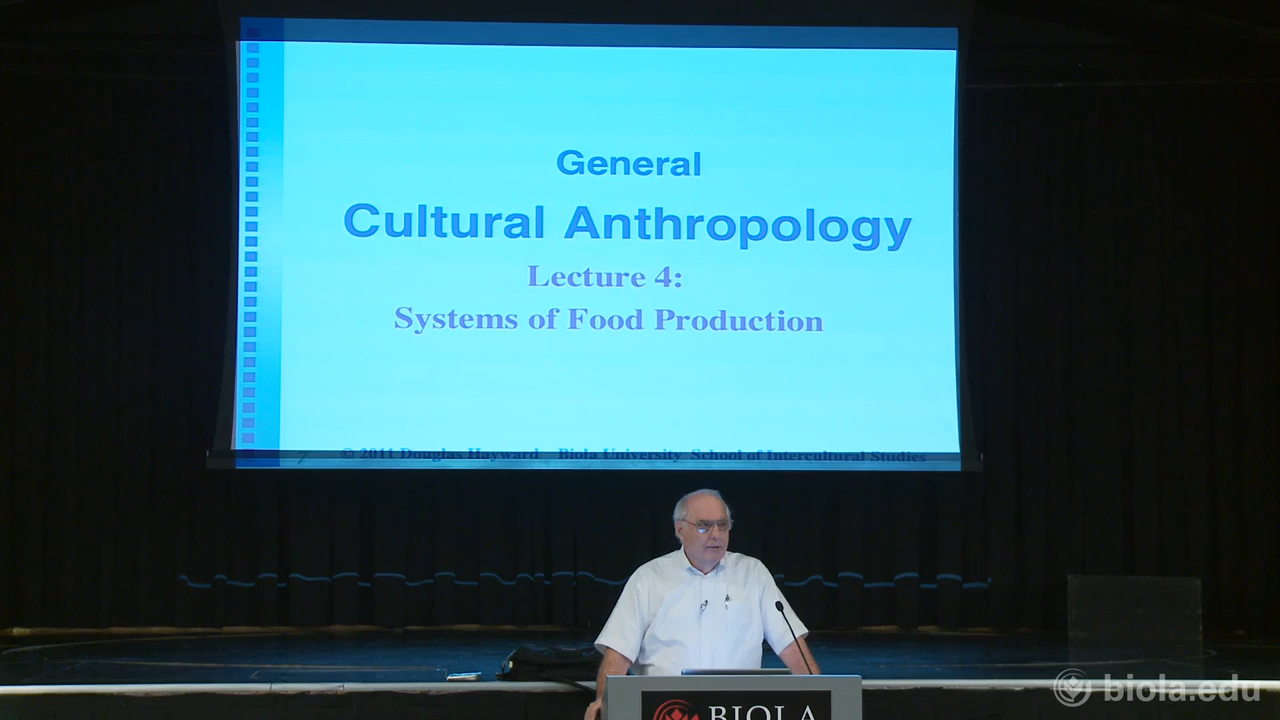 General
Cultural Anthropology
Lecture 4:
Systems of Food Production
7 © 2011 Douglas Hayward Biola University School of Intercultural Studies
BIOLA
biola.edu